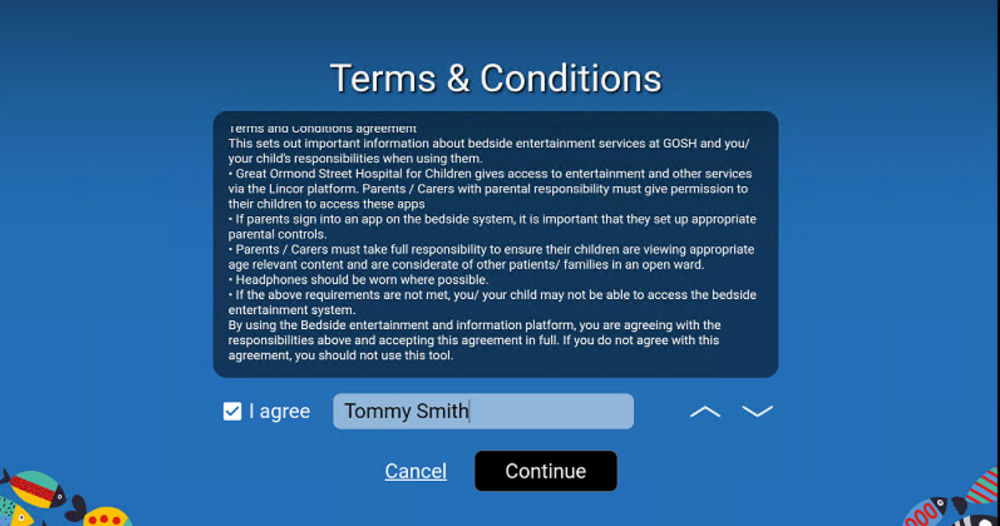 Terms & Conditions
Terms and Conditions agreement
This sets out important information about bedside entertainment services at GOSH and you/
your child's responsibilities when using them.
• Great Ormond Street Hospital for Children gives access to entertainment and other services
via the Lincor platform. Parents / Carers with parental responsibility must give permission to
their children to access these apps
• If parents sign into an app on the bedside system, it is important that they set up appropriate
parental controls.
• Parents / Carers must take full responsibility to ensure their children are viewing appropriate
age relevant content and are considerate of other patients/ families in an open ward.
• Headphones should be worn where possible.
• If the above requirements are not met, you/ your child may not be able to access the bedside
entertainment system.
By using the Bedside entertainment and information platform, you are agreeing with the
responsibilities above and accepting this agreement in full. If you do not agree with this
agreement, you should not use this tool.
I agree
Tommy Smith
Cancel
Continue